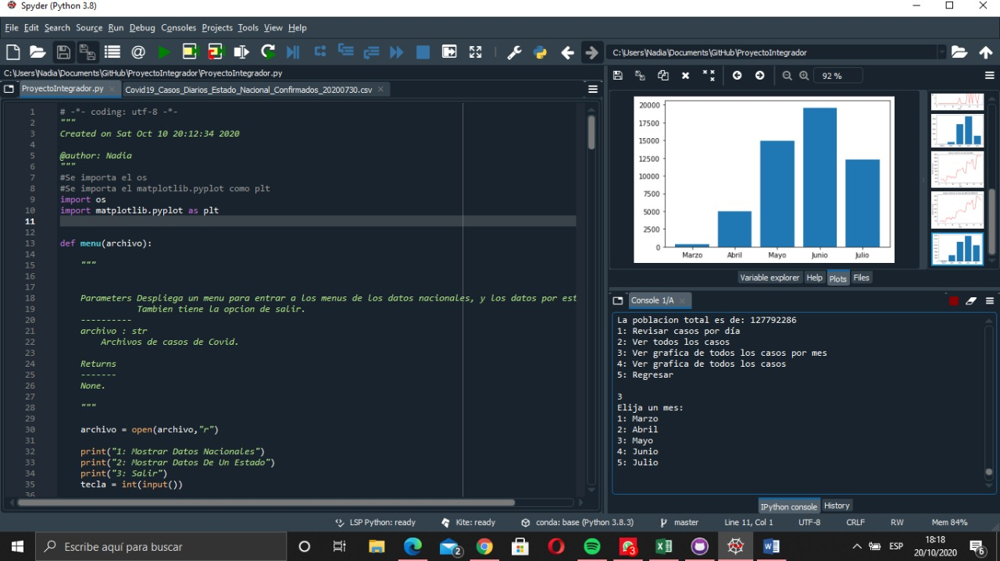 Spyder (Python 3.8)
File Edit Search Source Run Debug Consoles Projects Tools View Help
C:\Users\Nadia\Documents\GitHub\ProyectoIntegrador
C:\Users\Nadia\Documents\GitHub\ProyectoIntegrador\ProyectoIntegrador.py
ProyectoIntegrador.py
Covid19_Casos_Diarios_Estado_Nacional_Confirmados_20200730.csv
1 # -*- coding: utf-8 -*-
2 """
3 Created on Sat Oct 10 20:12:34 2020
4
5 @author: Nadia
6 """
7 #Se importa el os
8 #Se importa el matplotlib.pyplot como plt
9 import os
10 import matplotlib.pyplot as plt
11
12
13 def menu(archivo):
14
15 """
16
17
18 Parameters Despliega un menu para entrar a los menus de los datos nacionales, y los datos por est
19 Tambien tiene la opcion de salir.
20 ----------
21 archivo : str
22 Archivos de casos de Covid.
23
24 Returns
25 -------
26 None.
27
28 """
29
30 archivo = open(archivo,"r")
31
32 print("1: Mostrar Datos Nacionales")
33 print("2: Mostrar Datos De Un Estado")
34 print("3: Salir")
35 tecla = int(input())
36
92 %
20000
17500
15000
12500
10000
7500
5000
2500
0
Marzo Abril Mayo Junio Julio
Variable explorer Help Plots Files
Console 1/A
La poblacion total es de: 127792286
1: Revisar casos por día
2: Ver todos los casos
3: Ver grafica de todos los casos por mes
4: Ver grafica de todos los casos
5: Regresar
3
Elija un mes:
1: Marzo
2: Abril
3: Mayo
4: Junio
5: Julio
IPython console History
LSP Python: ready Kite: ready conda: base (Python 3.8.3) master Line 11, Col 1 UTF-8 CRLF RW Mem 84%
Escribe aquí para buscar
2
3
ESP
18:18
20/10/2020
6